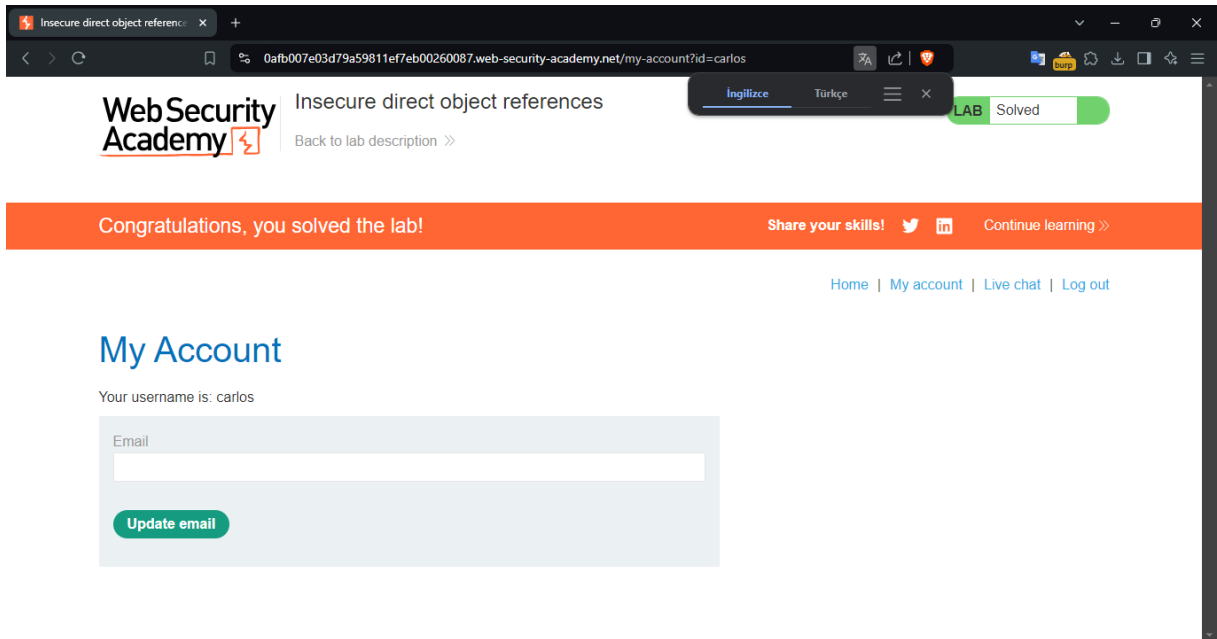 Insecure direct object reference
0afb007e03d79a59811ef7eb00260087.web-security-academy.net/my-account?id=carlos
burp
İngilizce Türkçe
Web Security
Academy
Insecure direct object references
Back to lab description
LAB Solved
Congratulations, you solved the lab!
Share your skills! in Continue learning
Home | My account | Live chat | Log out
My Account
Your username is: carlos
Email
Update email